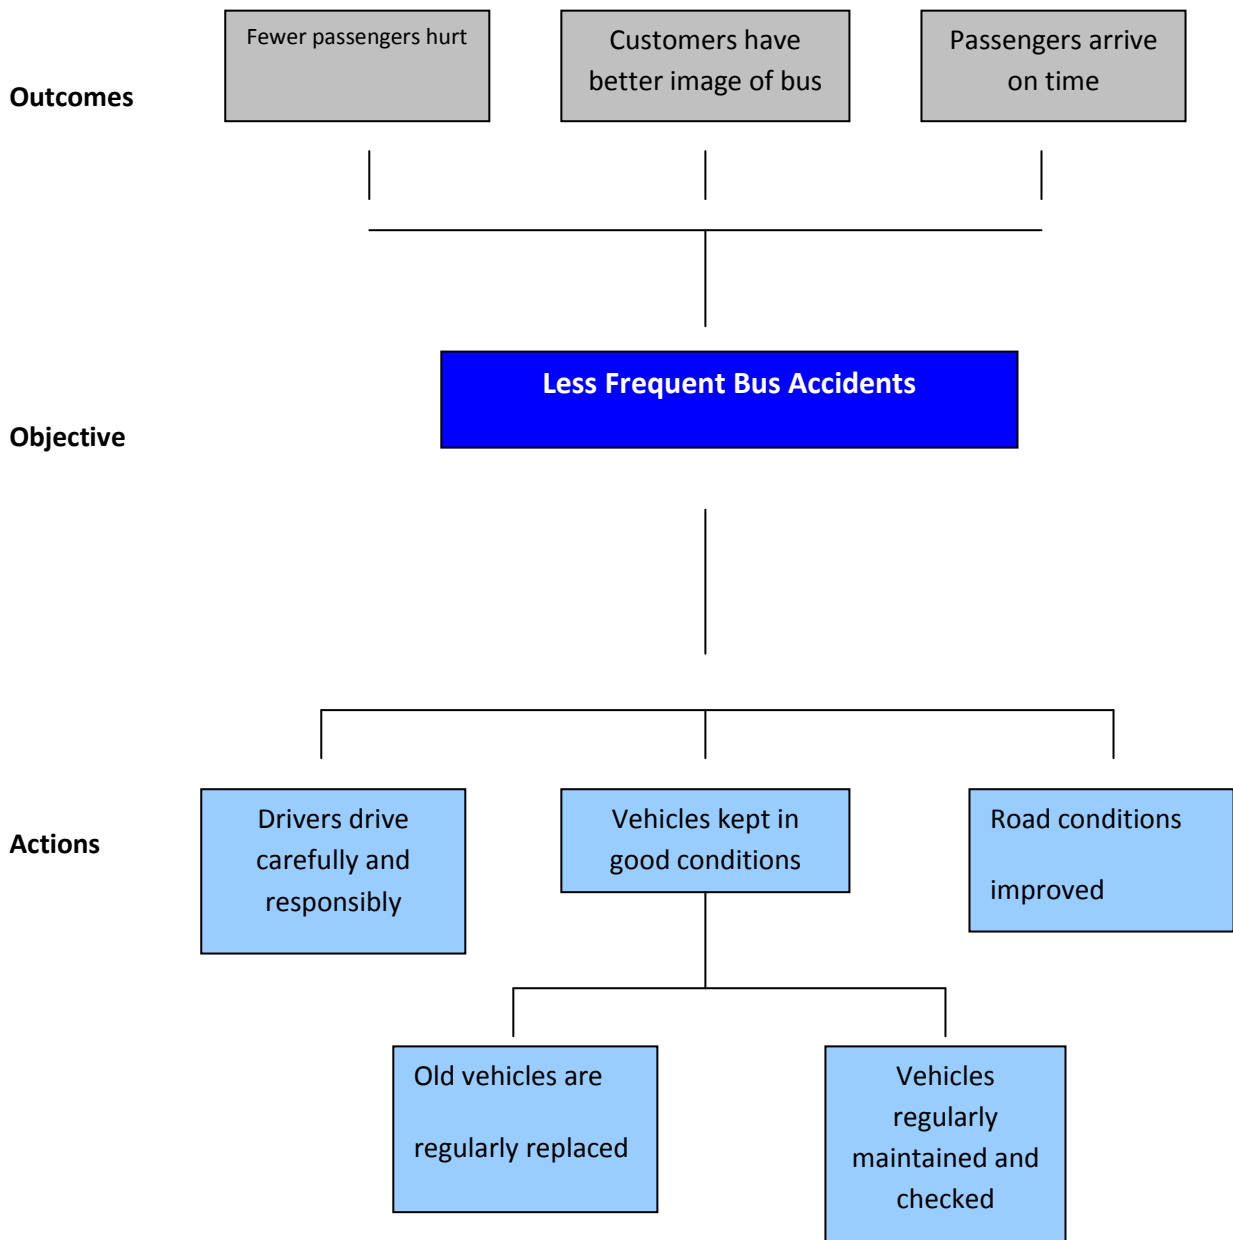 Fewer passengers hurt
Customers have
better image of bus
Passengers arrive
on time
Outcomes
Less Frequent Bus Accidents
Objective
Drivers drive
carefully and
responsibly
Vehicles kept in
good conditions
Road conditions
improved
Actions
Old vehicles are
regularly replaced
Vehicles
regularly
maintained and
checked